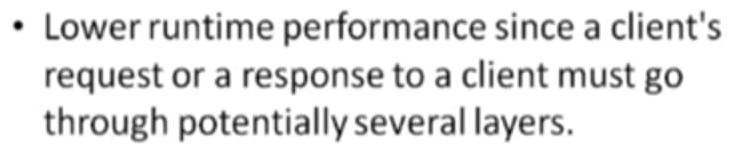 • Lower runtime performance since a client's
request or a response to a client must go
through potentially several layers.